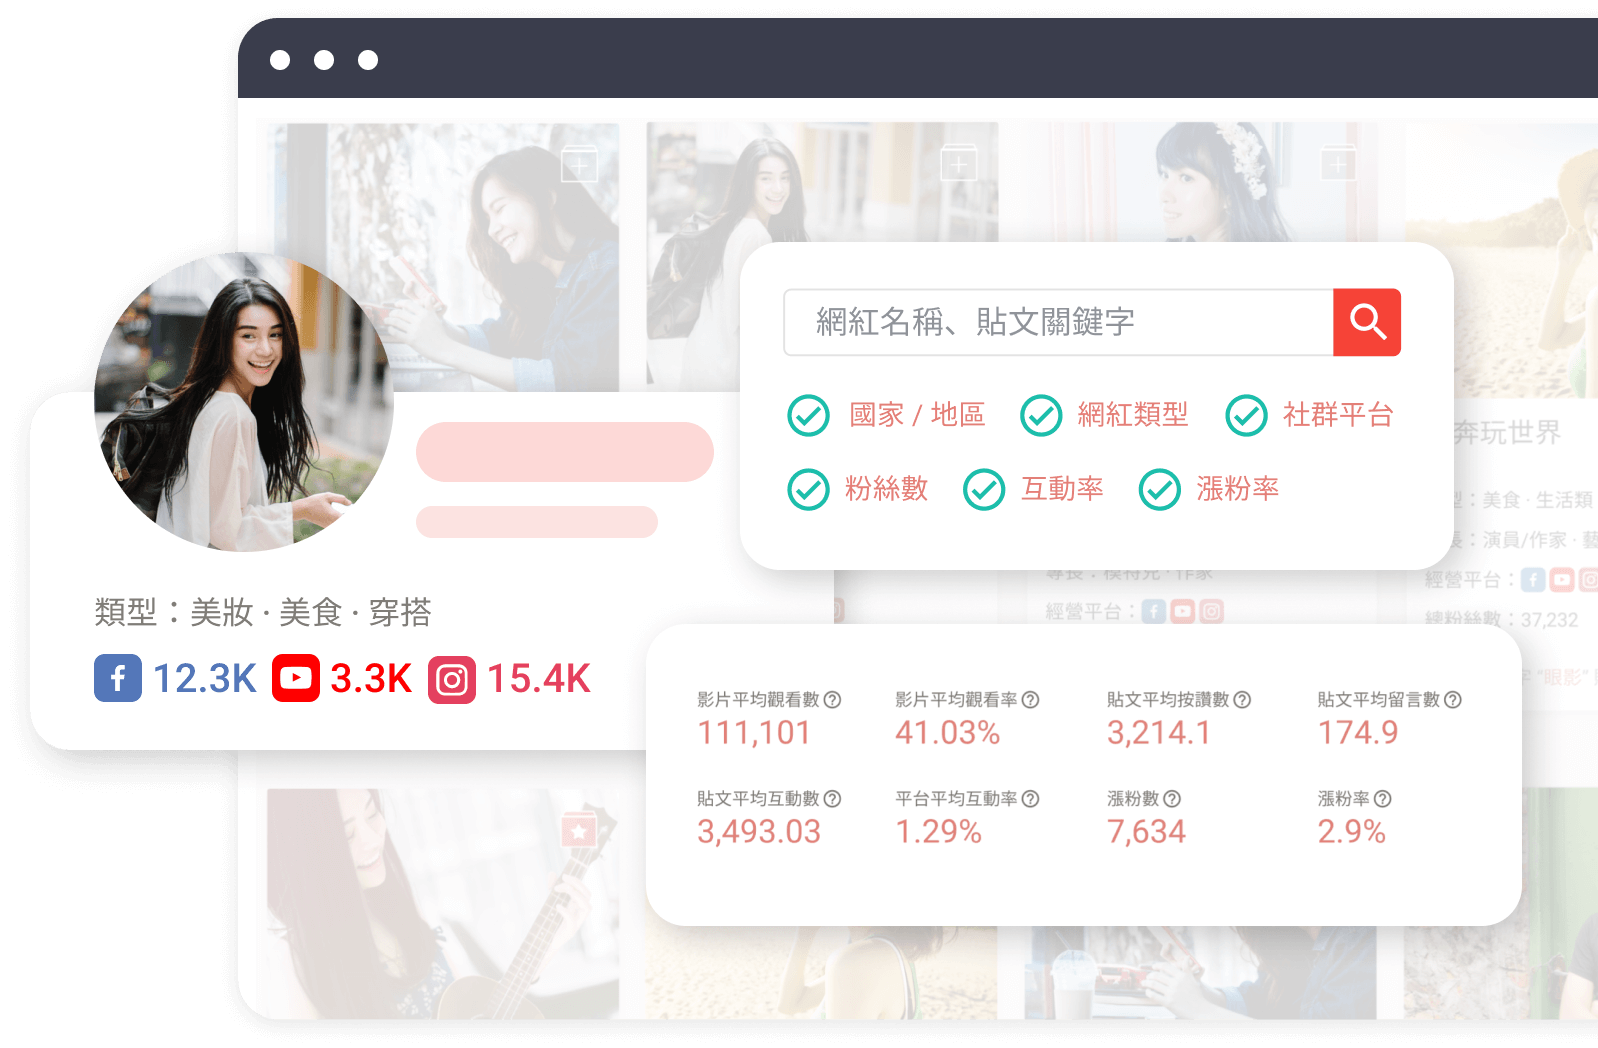 網紅名稱、貼文關鍵字
國家 / 地區
網紅類型
社群平台
粉絲數
互動率
漲粉率
奔玩世界
型：美食 · 生活類
長：演員/作家 · 藝
經營平台：
總粉絲數：37,232
字 "眼影"
專長：模特兒 · 作家
經營平台：
類型：美妝 · 美食 · 穿搭
12.3K 3.3K 15.4K
影片平均觀看數 影片平均觀看率 貼文平均按讚數 貼文平均留言數
111,101 41.03% 3,214.1 174.9
貼文平均互動數 平台平均互動率 漲粉數 漲粉率
3,493.03 1.29% 7,634 2.9%